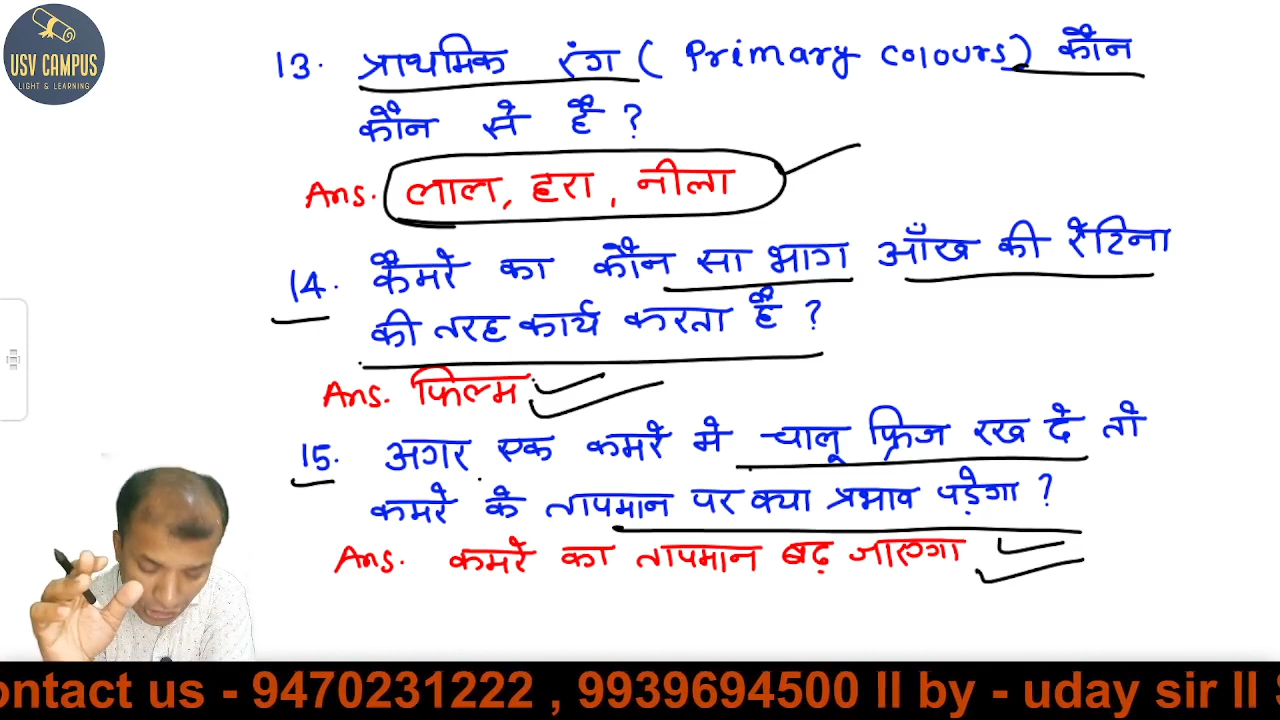 USV CAMPUS
LIGHT & LEARNING
13. प्राथमिक रंग ( Primary colours ) कौन
कौन से हैं ?
Ans. लाल, हरा, नीला
14. कैमरे का कौन सा भाग आँख की रेटिना
की तरह कार्य करता है ?
Ans. फिल्म
15. अगर एक कमरे मे चालू फ्रिज रख दे तो
कमरे के तापमान पर क्या प्रभाव पड़ेगा ?
Ans. कमरे का तापमान बढ़ जाएगा
ontact us - 9470231222 , 9939694500 ll by - uday sir ll